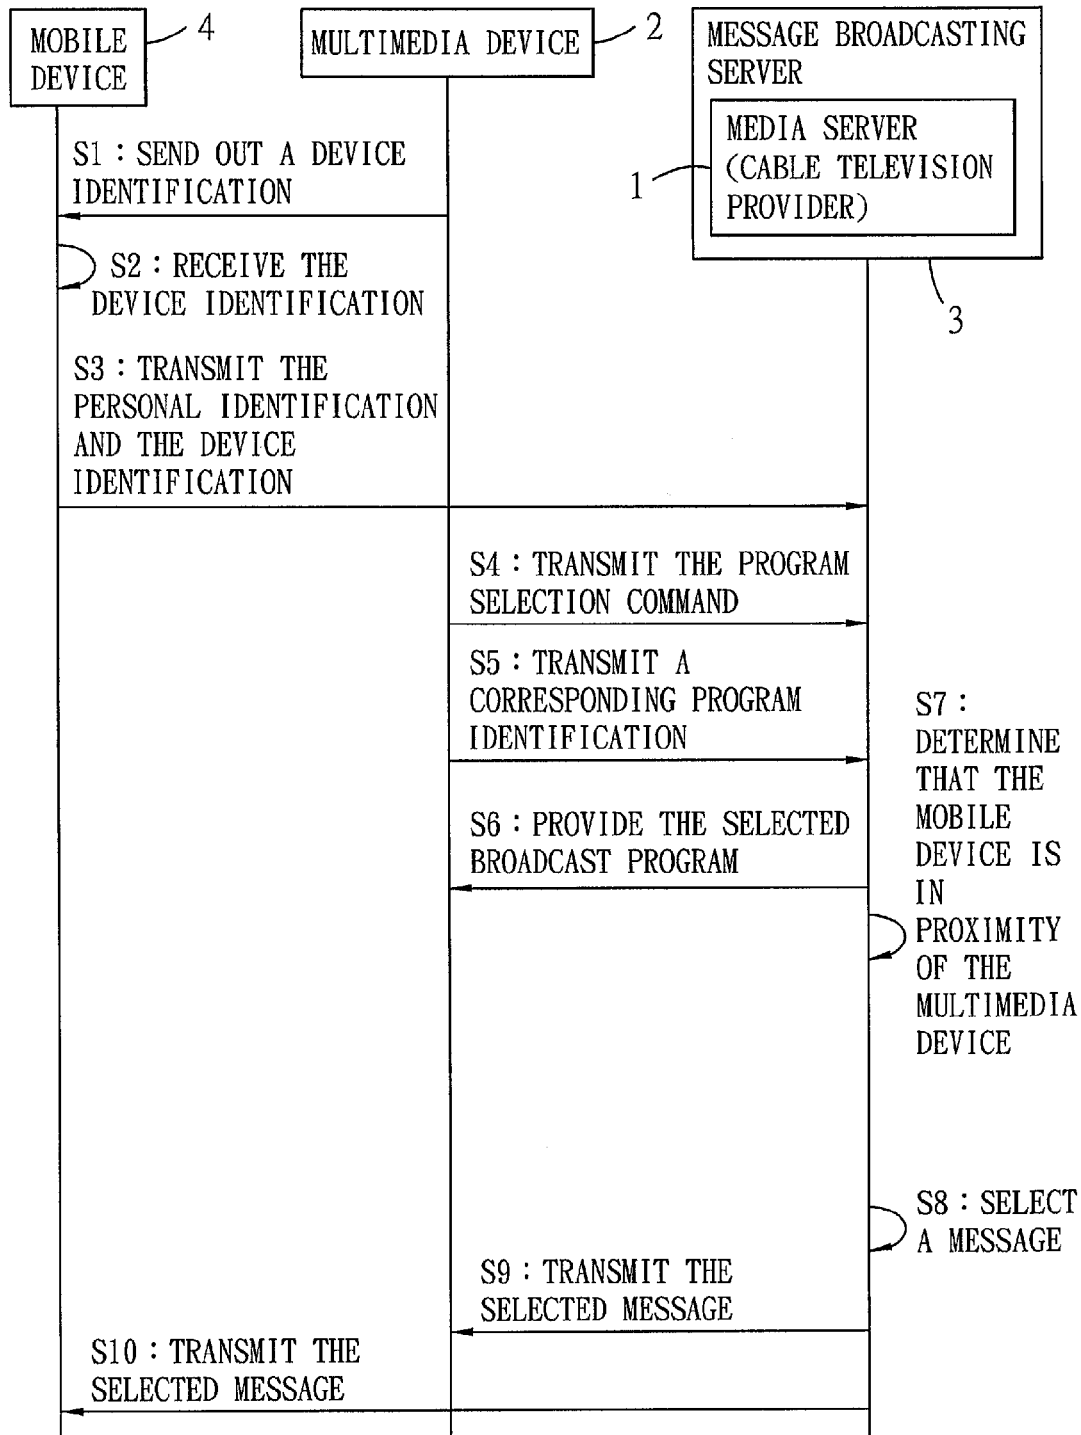 MOBILE
DEVICE
4
MULTIMEDIA DEVICE
2
MESSAGE BROADCASTING
SERVER
MEDIA SERVER
(CABLE TELEVISION
PROVIDER)
1
3
S1：SEND OUT A DEVICE
IDENTIFICATION
S2：RECEIVE THE
DEVICE IDENTIFICATION
S3：TRANSMIT THE
PERSONAL IDENTIFICATION
AND THE DEVICE
IDENTIFICATION
S4：TRANSMIT THE PROGRAM
SELECTION COMMAND
S5：TRANSMIT A
CORRESPONDING PROGRAM
IDENTIFICATION
S6：PROVIDE THE SELECTED
BROADCAST PROGRAM
S7：
DETERMINE
THAT THE
MOBILE
DEVICE IS
IN
PROXIMITY
OF THE
MULTIMEDIA
DEVICE
S8：SELECT
A MESSAGE
S9：TRANSMIT THE
SELECTED MESSAGE
S10：TRANSMIT THE
SELECTED MESSAGE